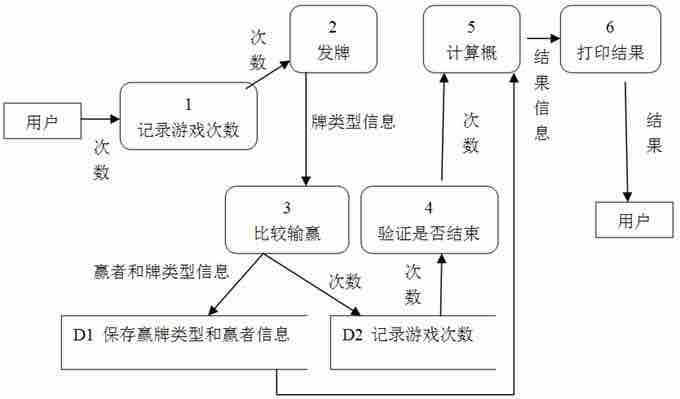 用户
次数
1
记录游戏次数
次数
2
发牌
牌类型信息
3
比较输赢
赢者和牌类型信息
次数
D1 保存赢牌类型和赢者信息
D2 记录游戏次数
次数
4
验证是否结束
次数
5
计算概
结果信息
6
打印结果
结果
用户